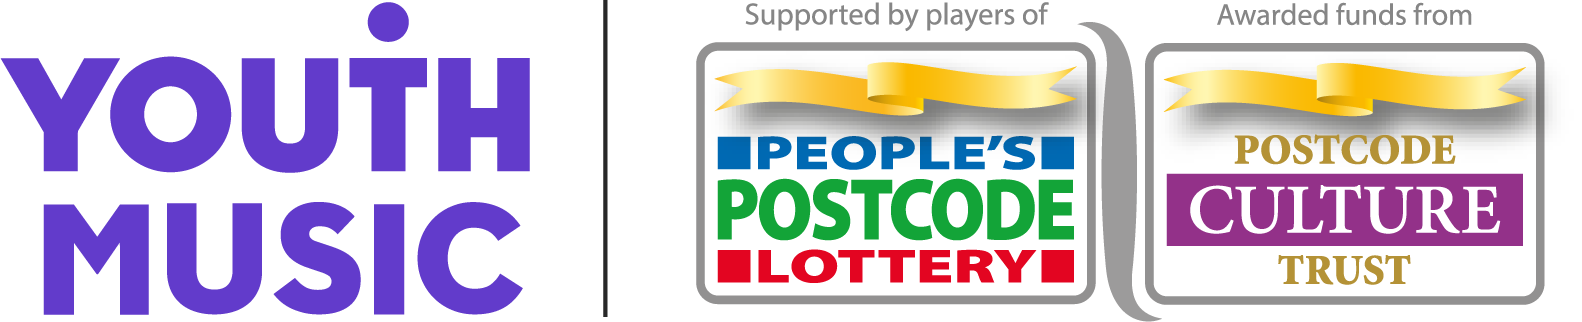 YOUTH
MUSIC
Supported by players of
PEOPLE'S
POSTCODE
LOTTERY
Awarded funds from
POSTCODE
CULTURE
TRUST